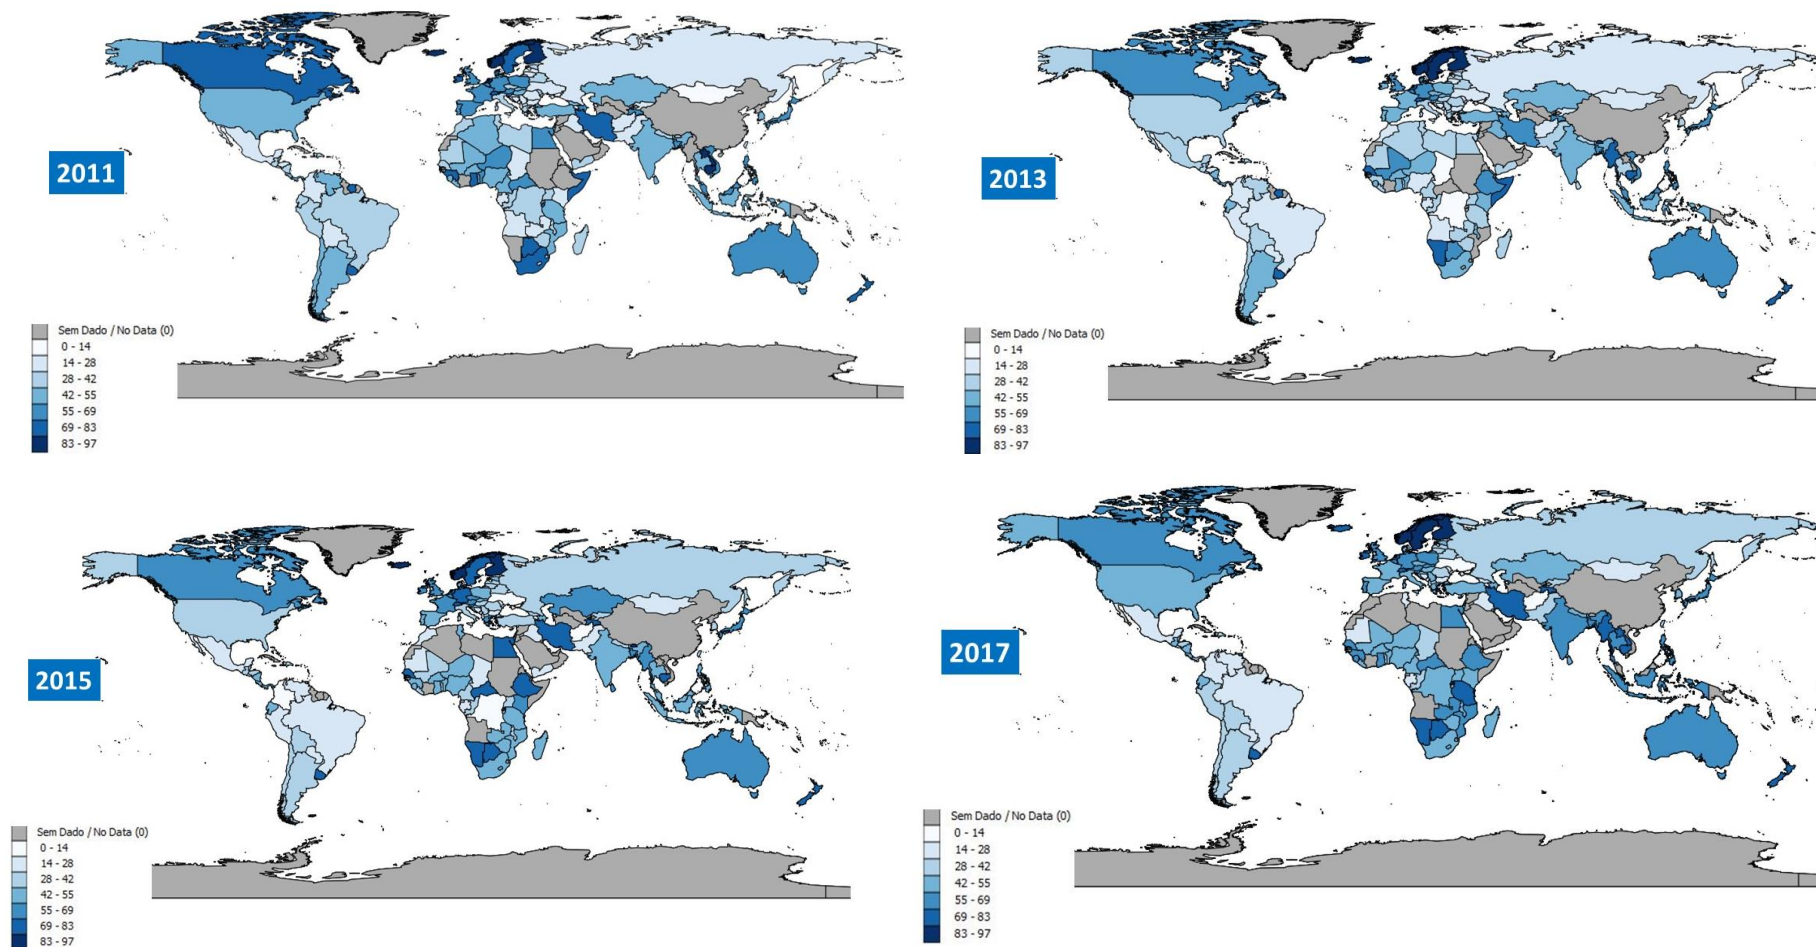 2011
Sem Dado / No Data (0)
0 - 14
14 - 28
28 - 42
42 - 55
55 - 69
69 - 83
83 - 97
2013
Sem Dado / No Data (0)
0 - 14
14 - 28
28 - 42
42 - 55
55 - 69
69 - 83
83 - 97
2015
Sem Dado / No Data (0)
0 - 14
14 - 28
28 - 42
42 - 55
55 - 69
69 - 83
83 - 97
2017
Sem Dado / No Data (0)
0 - 14
14 - 28
28 - 42
42 - 55
55 - 69
69 - 83
83 - 97